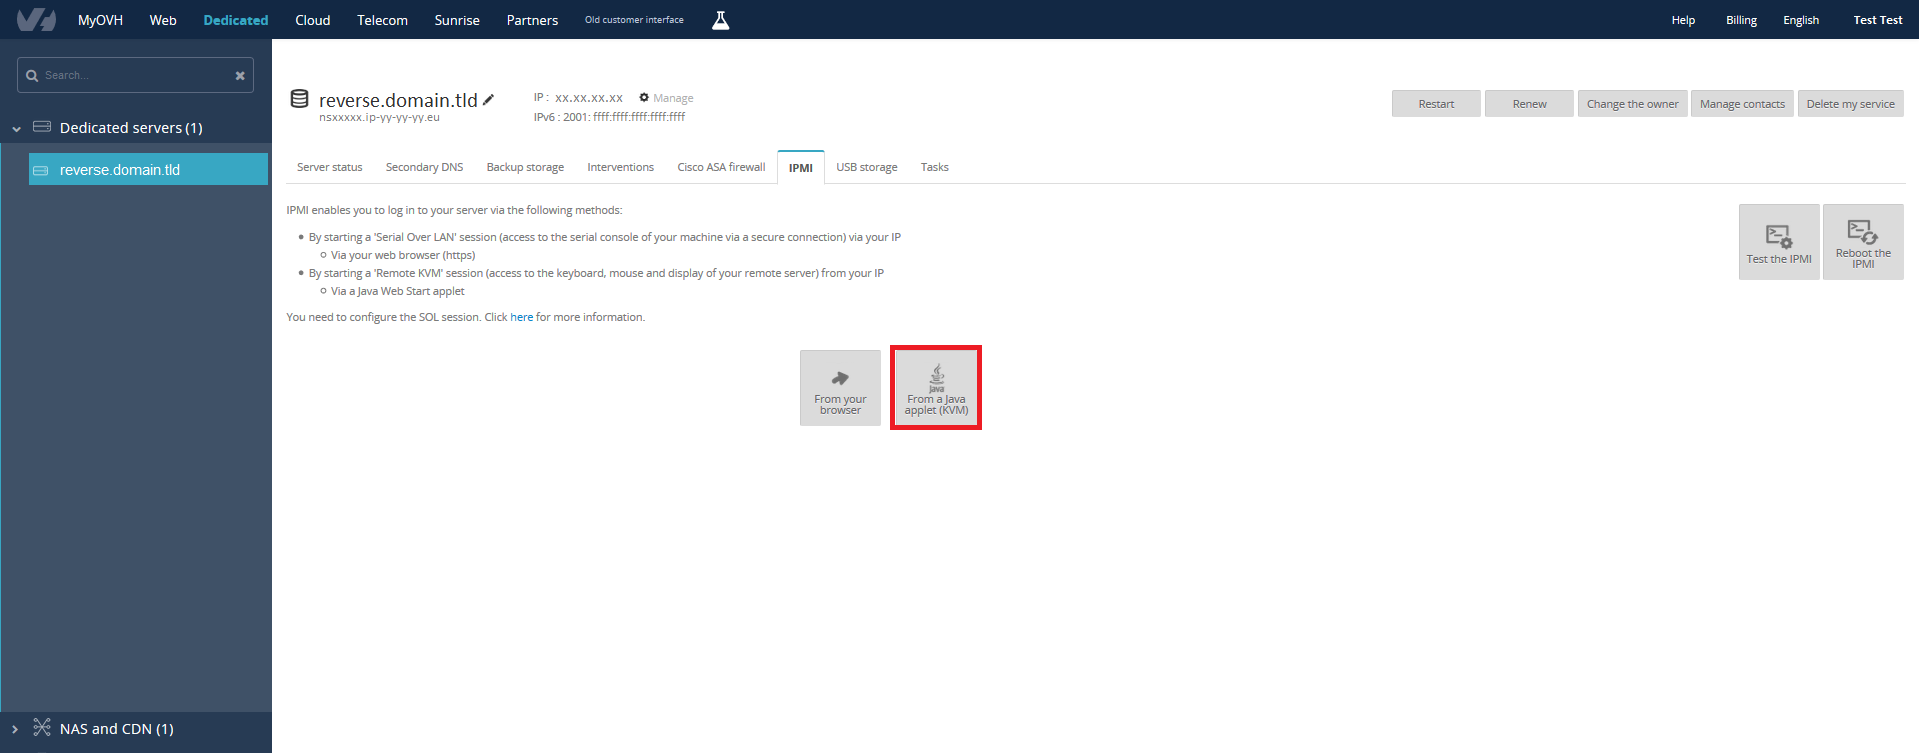 MyOVH Web Dedicated Cloud Telecom Sunrise Partners Old customer interface Help Billing English Test Test
Search...
Dedicated servers (1)
reverse.domain.tld
NAS and CDN (1)
reverse.domain.tld
nsxxxxx.ip-yy-yy-yy.eu
IP : xx.xx.xx.xx Manage
IPv6 : 2001: ffff:ffff:ffff:ffff:ffff
Restart Renew Change the owner Manage contacts Delete my service
Server status Secondary DNS Backup storage Interventions Cisco ASA firewall IPMI USB storage Tasks
IPMI enables you to log in to your server via the following methods:
By starting a 'Serial Over LAN' session (access to the serial console of your machine via a secure connection) via your IP
Via your web browser (https)
By starting a 'Remote KVM' session (access to the keyboard, mouse and display of your remote server) from your IP
Via a Java Web Start applet
You need to configure the SOL session. Click here for more information.
Test the IPMI
Reboot the
IPMI
From your
browser
Java
From a Java
applet (KVM)